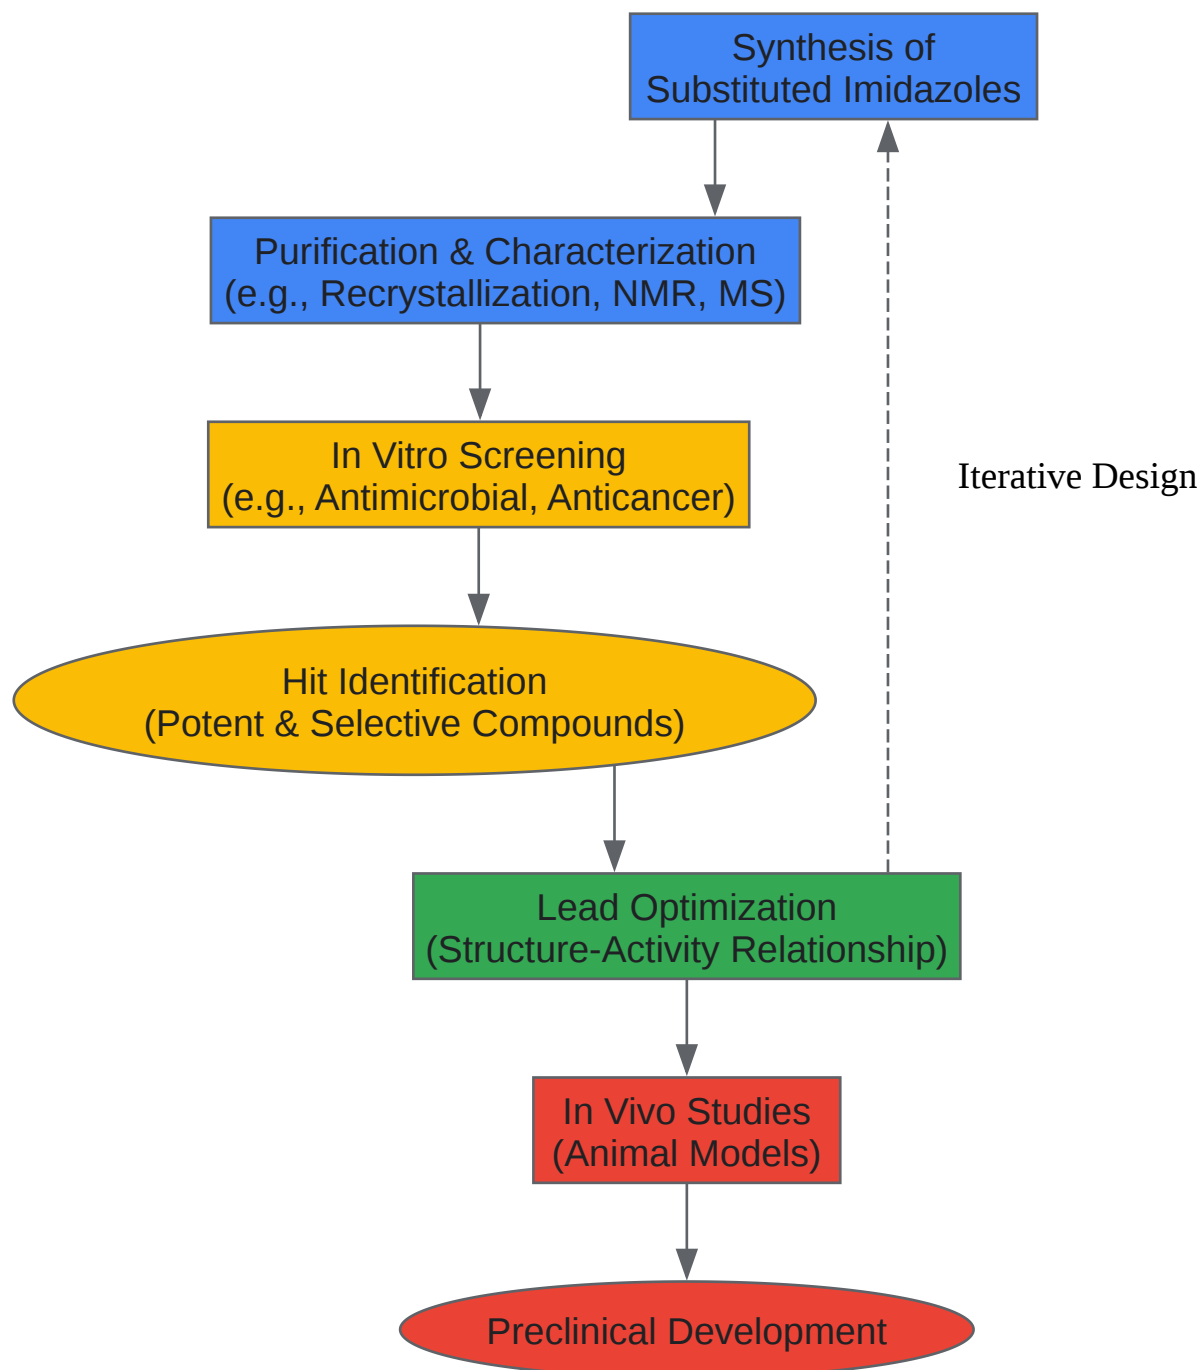 Synthesis of
Substituted Imidazoles
Purification & Characterization
(e.g., Recrystallization, NMR, MS)
In Vitro Screening
(e.g., Antimicrobial, Anticancer)
Iterative Design
Hit Identification
(Potent & Selective Compounds)
Lead Optimization
(Structure-Activity Relationship)
In Vivo Studies
(Animal Models)
Preclinical Development